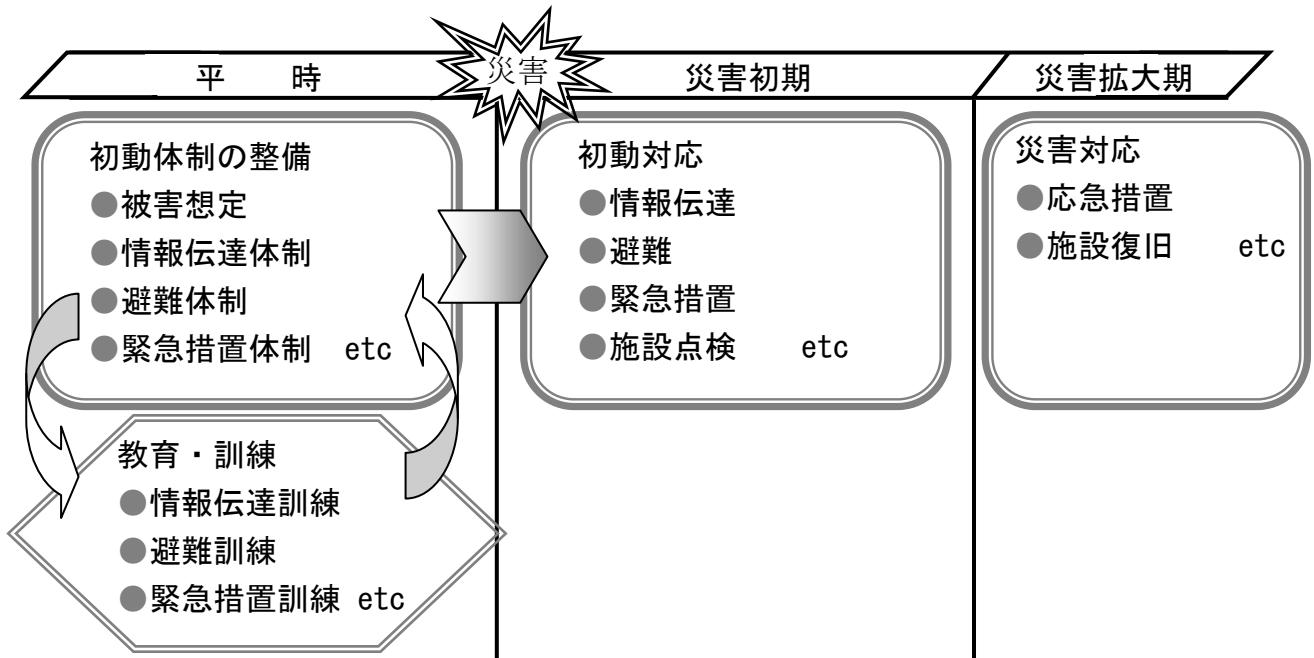 平　　時
災害
災害初期
災害拡大期
初動体制の整備
●被害想定
●情報伝達体制
●避難体制
●緊急措置体制　etc
教育・訓練
●情報伝達訓練
●避難訓練
●緊急措置訓練 etc
初動対応
●情報伝達
●避難
●緊急措置
●施設点検　　etc
災害対応
●応急措置
●施設復旧　　etc